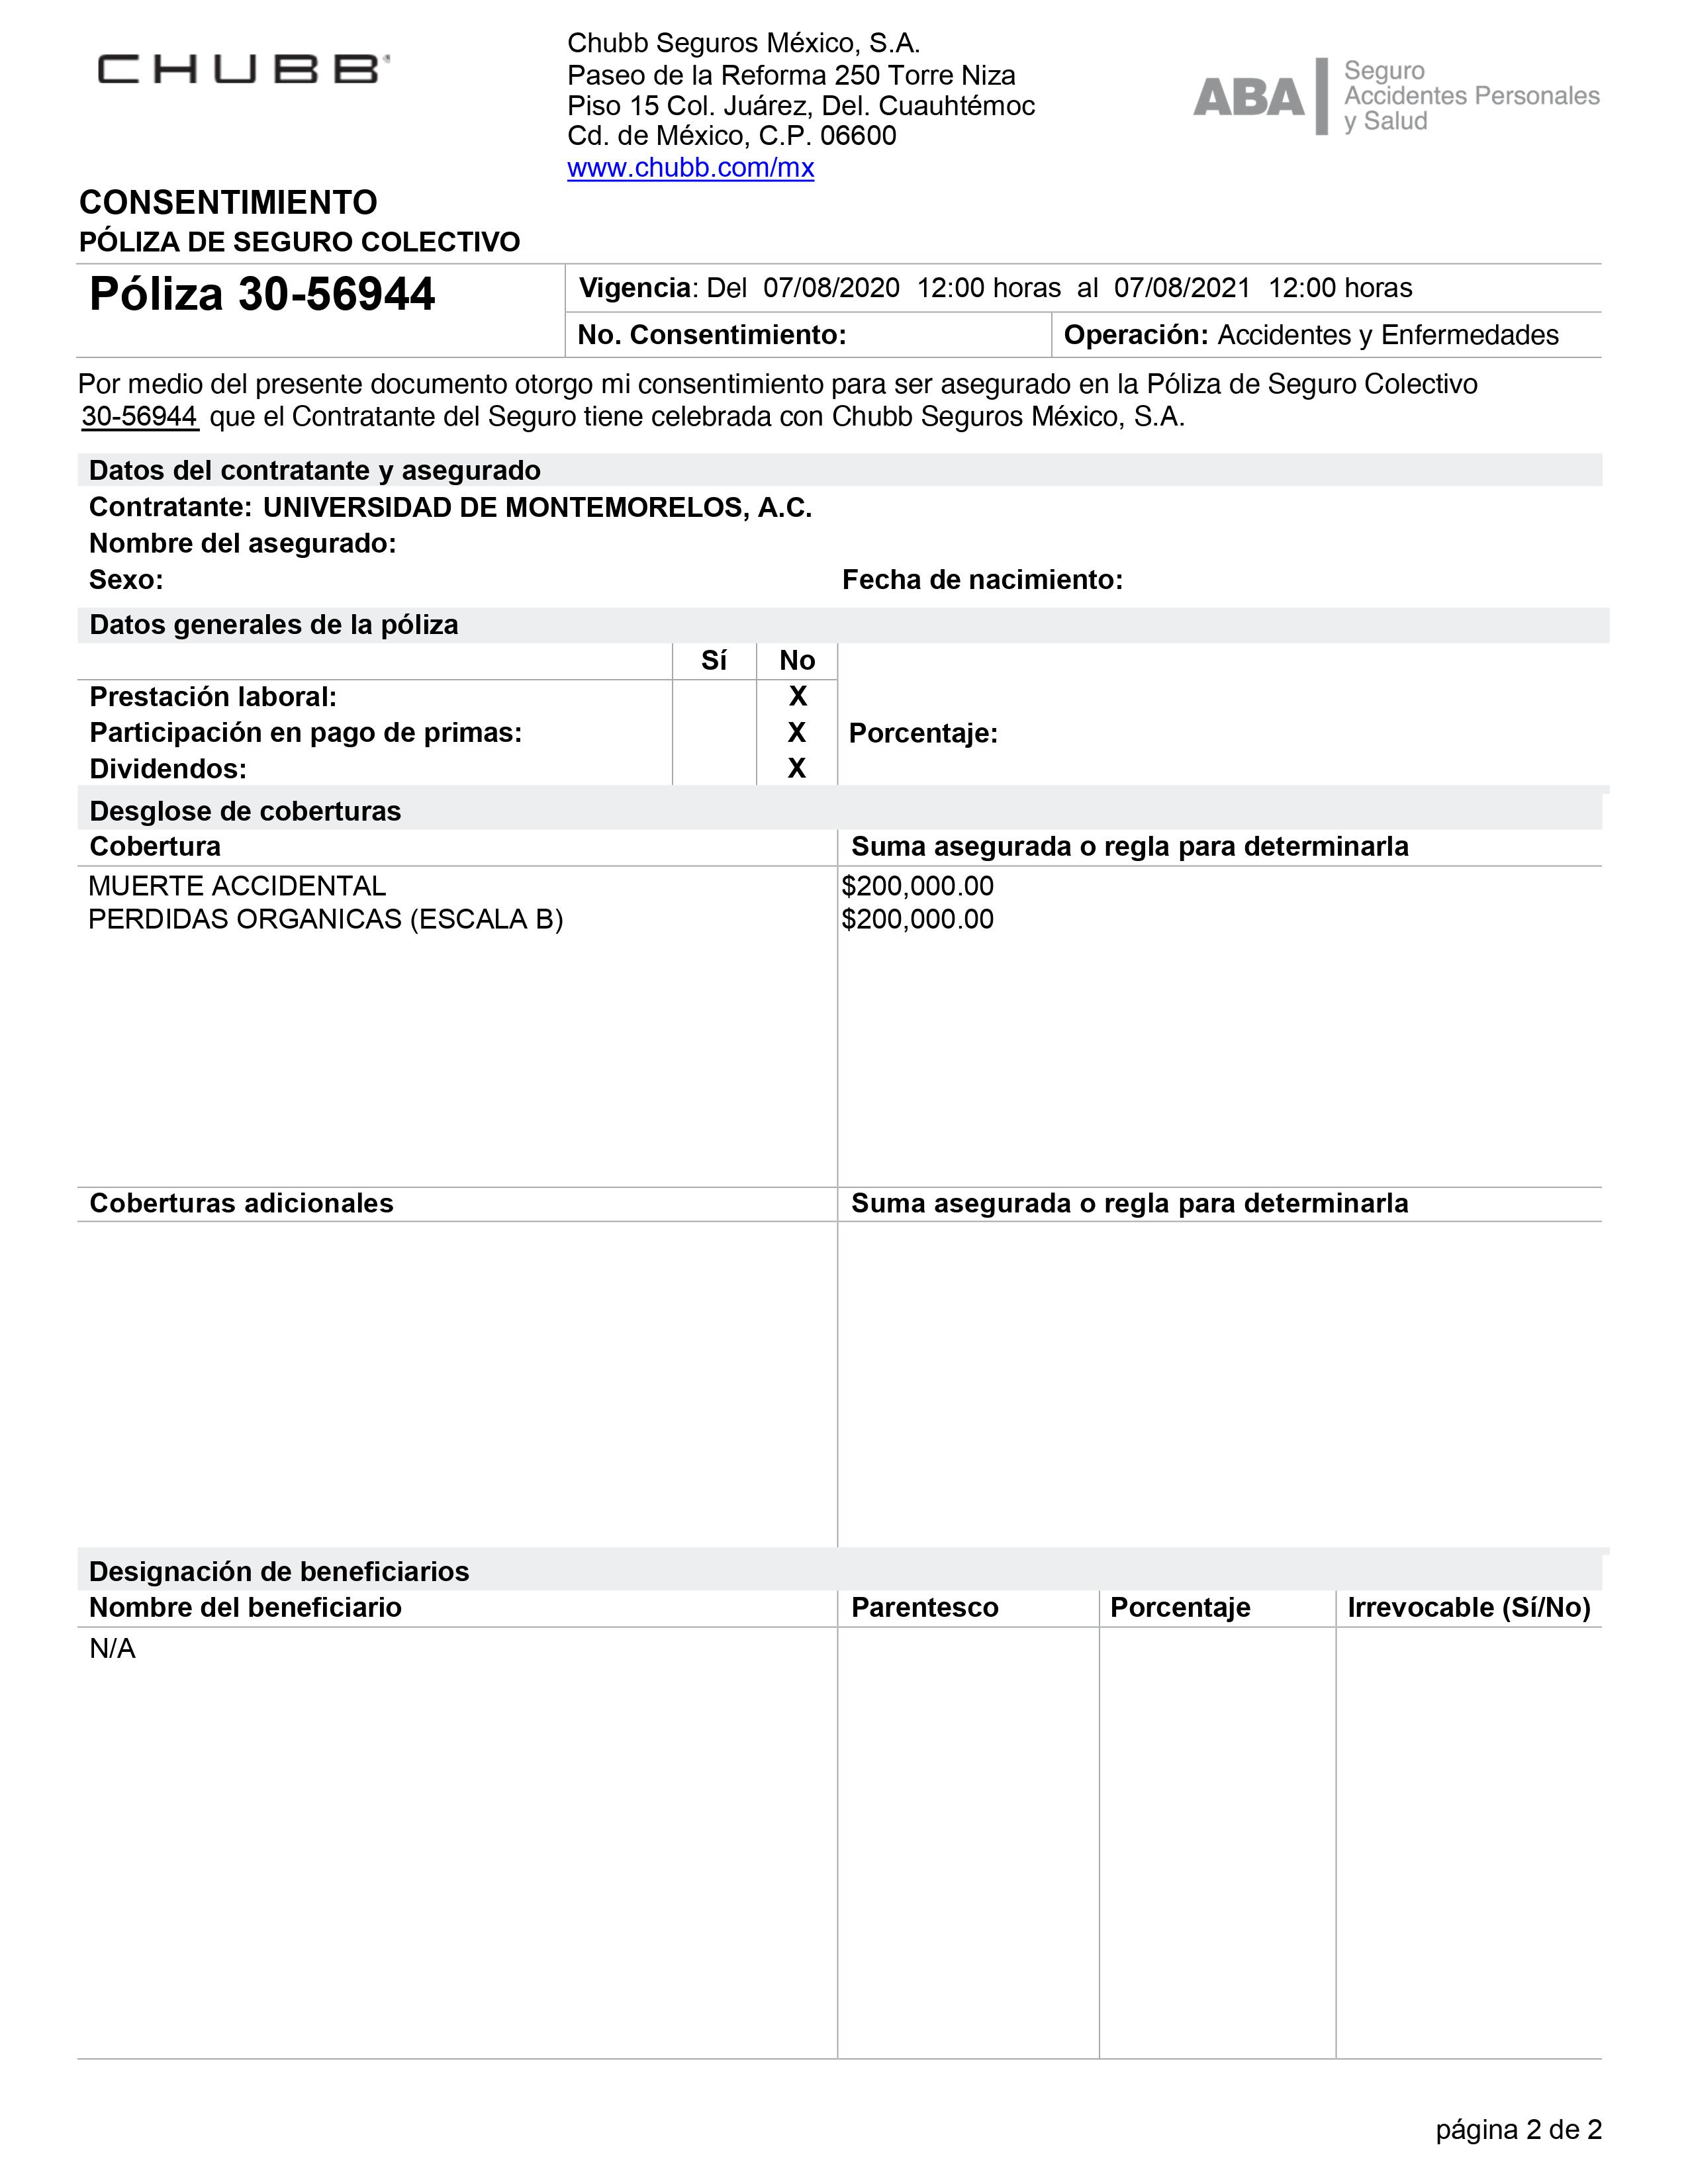 CHUBB
Chubb Seguros México, S.A.
Paseo de la Reforma 250 Torre Niza
Piso 15 Col. Juárez, Del. Cuauhtémoc
Cd. de México, C.P. 06600
www.chubb.com/mx
ABA
Seguro
Accidentes Personales
y Salud
CONSENTIMIENTO
PÓLIZA DE SEGURO COLECTIVO
Póliza 30-56944
Vigencia: Del 07/08/2020 12:00 horas al 07/08/2021 12:00 horas
No. Consentimiento: Operación: Accidentes y Enfermedades
Por medio del presente documento otorgo mi consentimiento para ser asegurado en la Póliza de Seguro Colectivo
30-56944 que el Contratante del Seguro tiene celebrada con Chubb Seguros México, S.A.
Datos del contratante y asegurado
Contratante: UNIVERSIDAD DE MONTEMORELOS, A.C.
Nombre del asegurado:
Sexo: Fecha de nacimiento:
Datos generales de la póliza
Sí No
Prestación laboral: X
Participación en pago de primas: X Porcentaje:
Dividendos: X
Desglose de coberturas
Cobertura Suma asegurada o regla para determinarla
MUERTE ACCIDENTAL $200,000.00
PERDIDAS ORGANICAS (ESCALA B) $200,000.00
Coberturas adicionales Suma asegurada o regla para determinarla
Designación de beneficiarios
Nombre del beneficiario Parentesco Porcentaje Irrevocable (Sí/No)
N/A
página 2 de 2